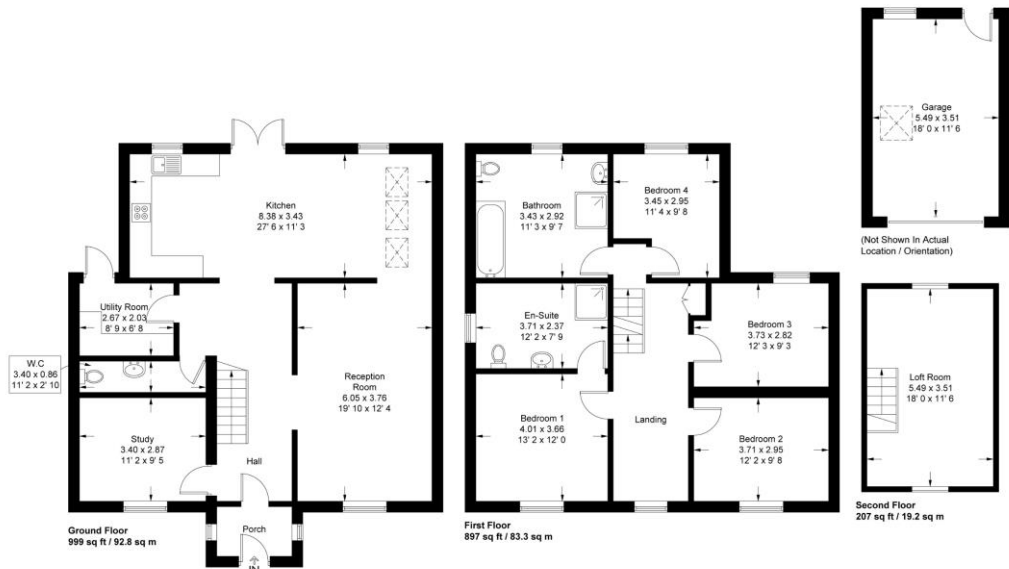 Kitchen
8.38 x 3.43
27' 6 x 11' 3
Utility Room
2.67 x 2.03
8' 9 x 6' 8
W.C
3.40 x 0.86
11' 2 x 2' 10
Reception
Room
6.05 x 3.76
19' 10 x 12' 4
Study
3.40 x 2.87
11' 2 x 9' 5
Hall
Porch
IN
Ground Floor
999 sq ft / 92.8 sq m
Bathroom
3.43 x 2.92
11' 3 x 9' 7
Bedroom 4
3.45 x 2.95
11' 4 x 9' 8
En-Suite
3.71 x 2.37
12' 2 x 7' 9
Bedroom 3
3.73 x 2.82
12' 3 x 9' 3
Bedroom 1
4.01 x 3.66
13' 2 x 12' 0
Landing
Bedroom 2
3.71 x 2.95
12' 2 x 9' 8
First Floor
897 sq ft / 83.3 sq m
Garage
5.49 x 3.51
18' 0 x 11' 6
(Not Shown In Actual
Location / Orientation)
Loft Room
5.49 x 3.51
18' 0 x 11' 6
Second Floor
207 sq ft / 19.2 sq m